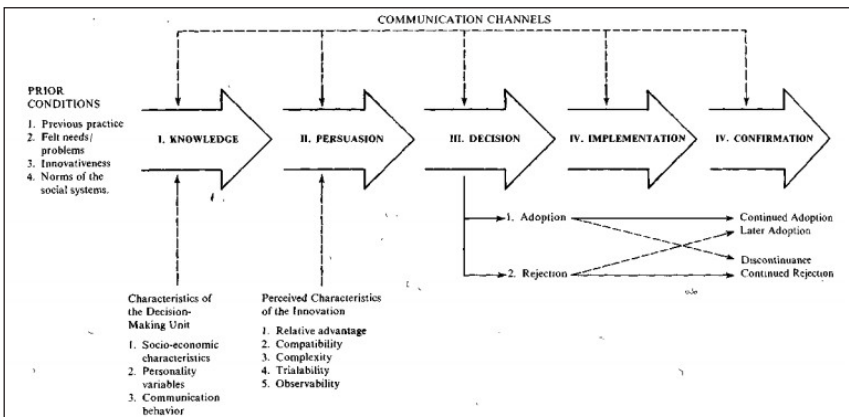 COMMUNICATION CHANNELS
PRIOR
CONDITIONS
1. Previous practice
2. Felt needs/
problems
3. Innovativeness
4. Norms of the
social systems.
I. KNOWLEDGE
II. PERSUASION
III. DECISION
IV. IMPLEMENTATION
IV. CONFIRMATION
1. Adoption
2. Rejection
Continued Adoption
Later Adoption
Discontinuance
Continued Rejection
Characteristics of
the Decision-
Making Unit
1. Socio-economic
characteristics
2. Personality
variables
3. Communication
behavior
Perceived Characteristics
of the Innovation
1. Relative advantage
2. Compatibility
3. Complexity
4. Trialability
5. Observability